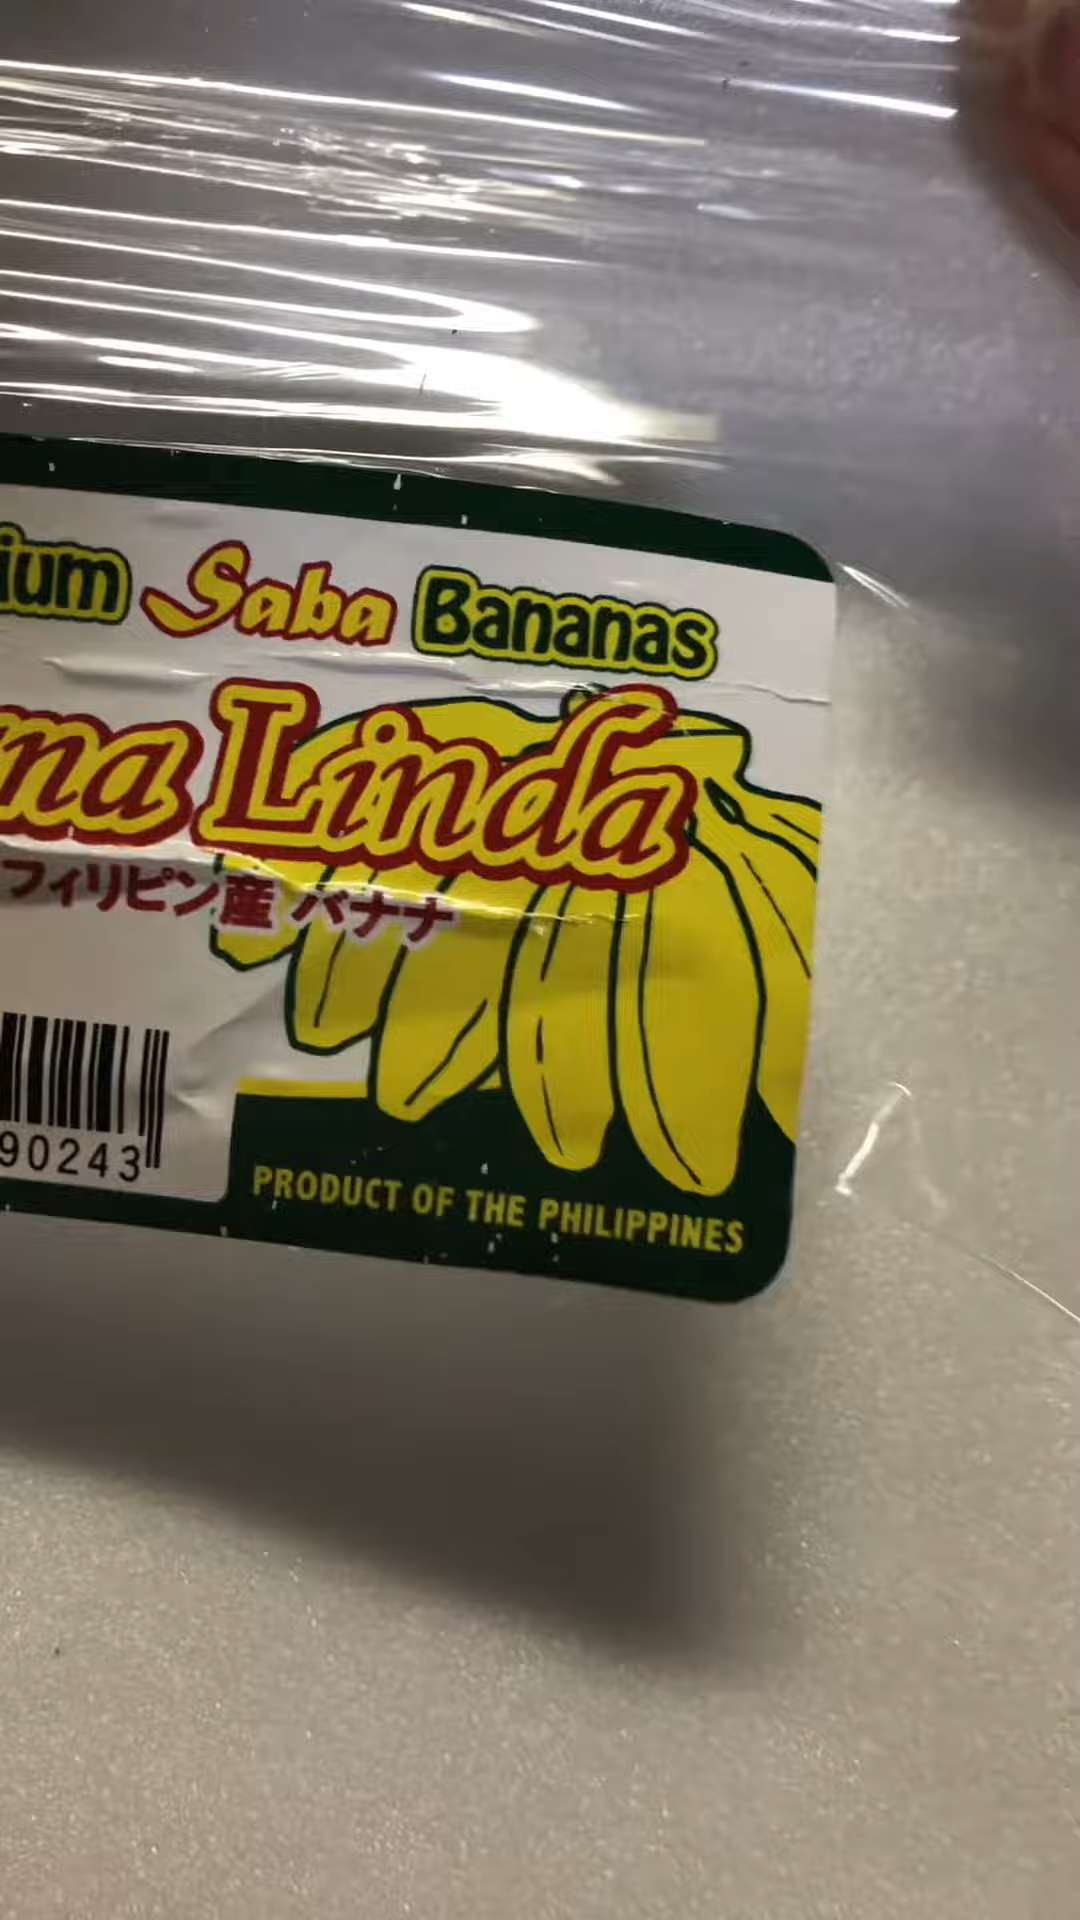 Saba Bananas
Linda
フィリピン産 バナナ
90243
PRODUCT OF THE PHILIPPINES